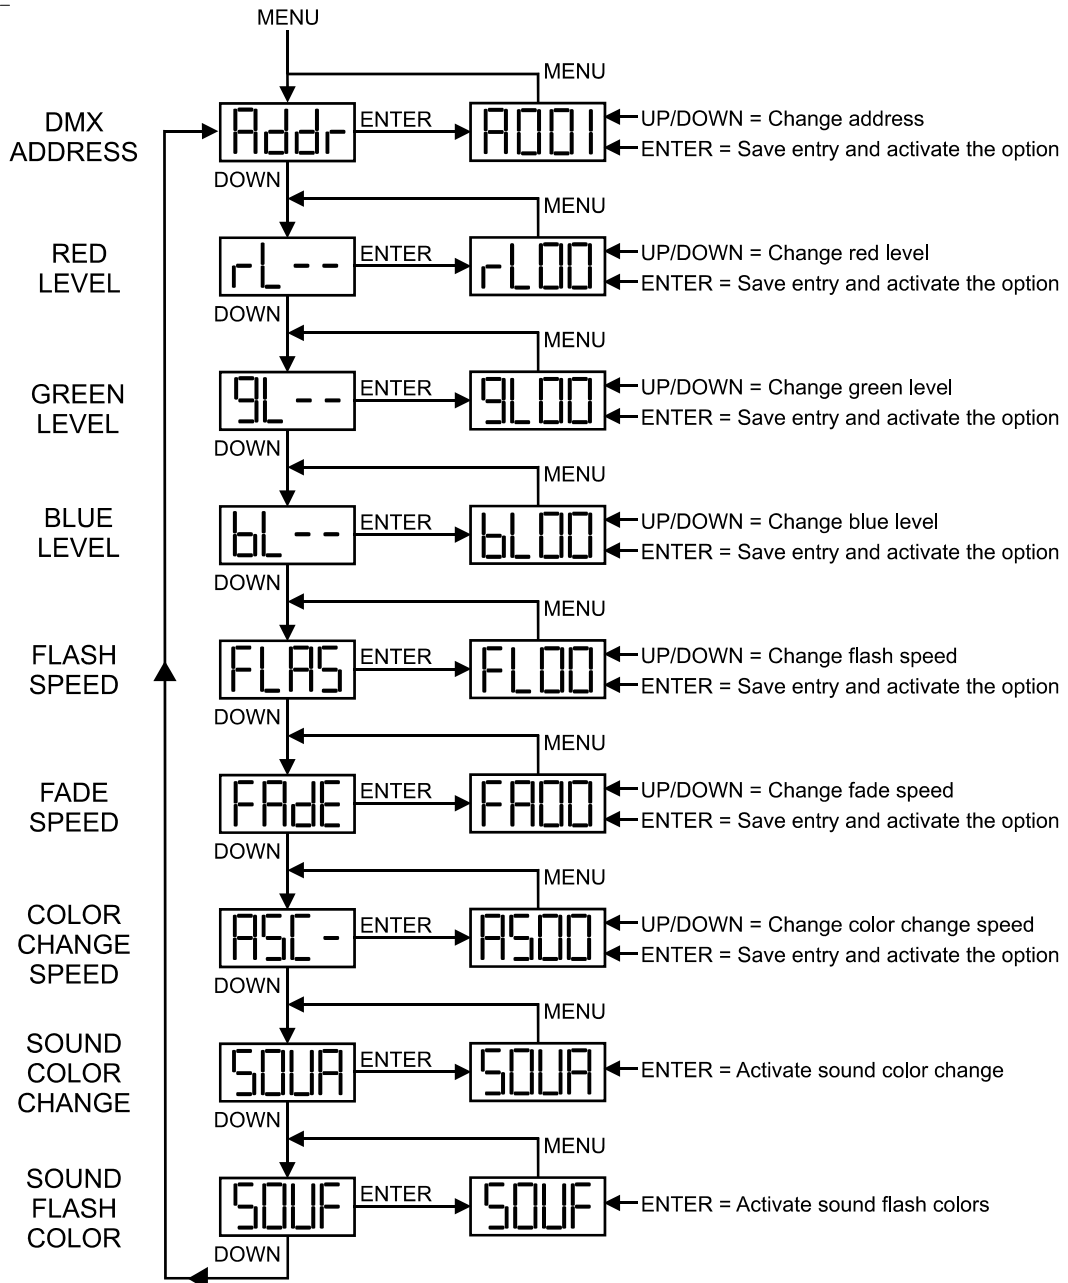 MENU
MENU
DMX
ADDRESS
Addr
ENTER
A001
UP/DOWN = Change address
ENTER = Save entry and activate the option
DOWN
MENU
RED
LEVEL
rL--
ENTER
rL00
UP/DOWN = Change red level
ENTER = Save entry and activate the option
DOWN
MENU
GREEN
LEVEL
gL--
ENTER
gL00
UP/DOWN = Change green level
ENTER = Save entry and activate the option
DOWN
MENU
BLUE
LEVEL
bL--
ENTER
bL00
UP/DOWN = Change blue level
ENTER = Save entry and activate the option
DOWN
MENU
FLASH
SPEED
FLAS
ENTER
FL00
UP/DOWN = Change flash speed
ENTER = Save entry and activate the option
DOWN
MENU
FADE
SPEED
FAdE
ENTER
FA00
UP/DOWN = Change fade speed
ENTER = Save entry and activate the option
DOWN
MENU
COLOR
CHANGE
SPEED
ASC-
ENTER
AS00
UP/DOWN = Change color change speed
ENTER = Save entry and activate the option
DOWN
MENU
SOUND
COLOR
CHANGE
SOUA
ENTER
SOUA
ENTER = Activate sound color change
DOWN
MENU
SOUND
FLASH
COLOR
SOUF
ENTER
SOUF
ENTER = Activate sound flash colors
DOWN